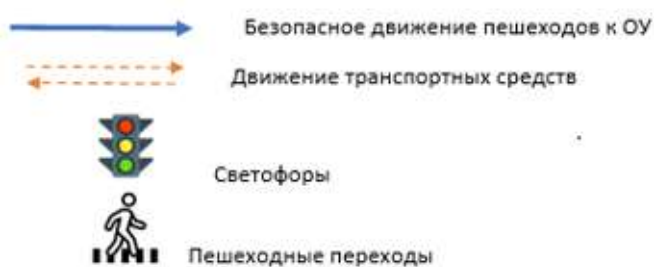 Безопасное движение пешеходов к ОУ
Движение транспортных средств
Светофоры
Пешеходные переходы